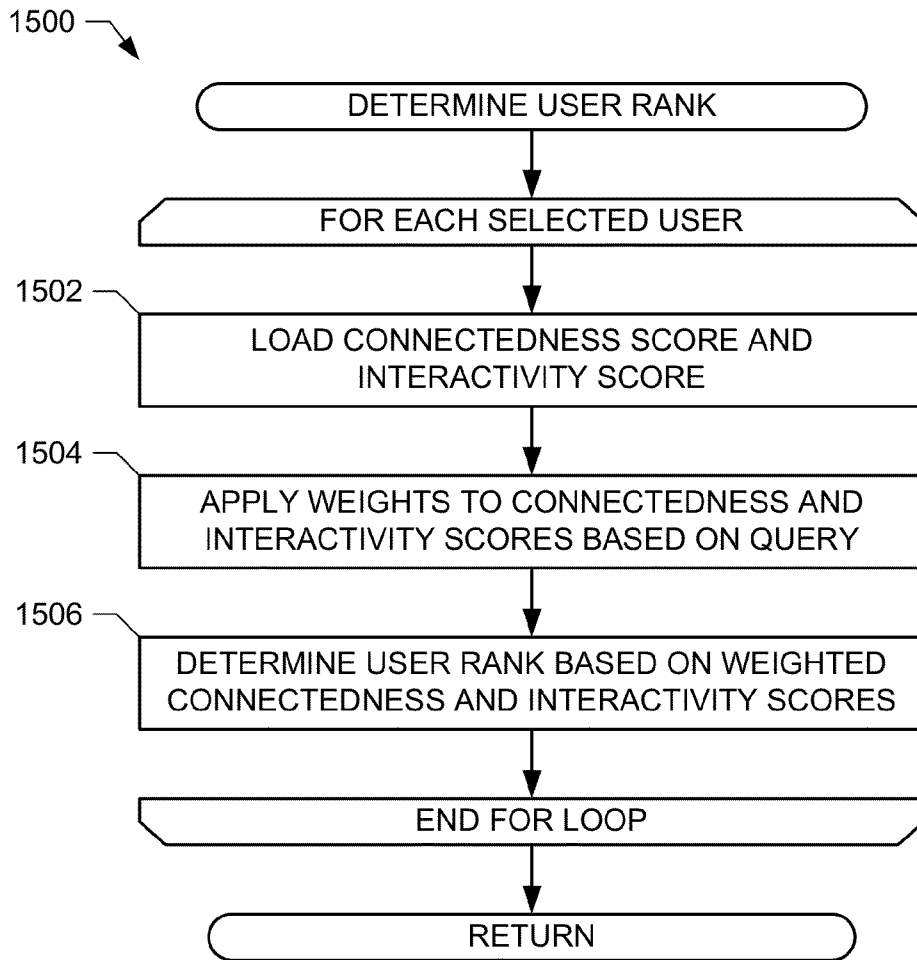 1500
DETERMINE USER RANK
FOR EACH SELECTED USER
1502
LOAD CONNECTEDNESS SCORE AND
INTERACTIVITY SCORE
1504
APPLY WEIGHTS TO CONNECTEDNESS AND
INTERACTIVITY SCORES BASED ON QUERY
1506
DETERMINE USER RANK BASED ON WEIGHTED
CONNECTEDNESS AND INTERACTIVITY SCORES
END FOR LOOP
RETURN